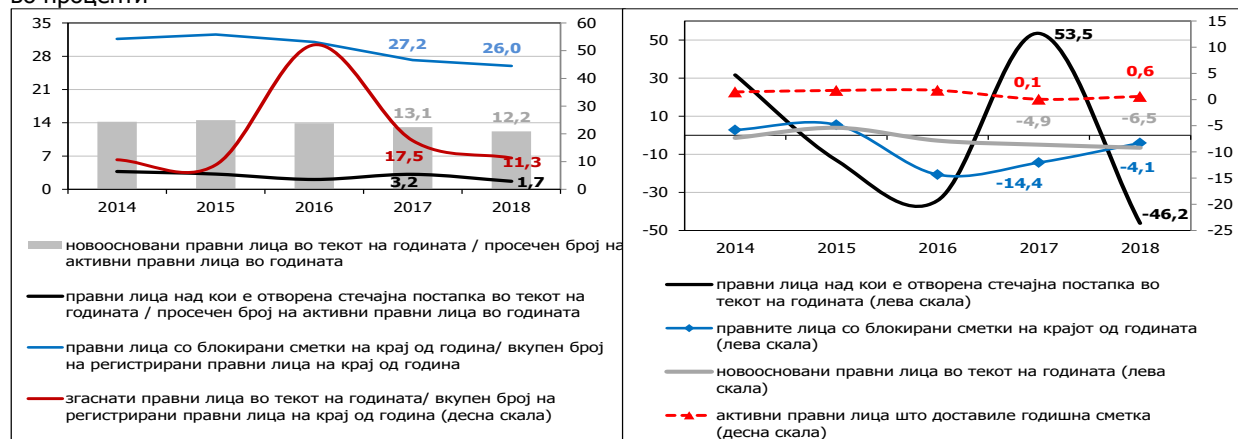 во проценти
35
28
21
14
7
0
60
50
40
30
20
10
0
27,2
26,0
13,1
12,2
17,5
11,3
3,2
1,7
2014 2015 2016 2017 2018
новоосновани правни лица во текот на годината / просечен број на
активни правни лица во годината
правни лица над кои е отворена стечајна постапка во текот на
годината / просечен број на активни правни лица во годината
правни лица со блокирани сметки на крај од година/ вкупен број
на регистрирани правни лица на крај од година
згаснати правни лица во текот на годината/ вкупен број на
регистрирани правни лица на крај од година (десна скала)
50
30
10
-10
-30
-50
15
10
5
0
-5
-10
-15
-20
-25
53,5
0,1
0,6
-4,9
-6,5
-14,4
-4,1
-46,2
2014 2015 2016 2017 2018
правни лица над кои е отворена стечајна постапка во
текот на годината (лева скала)
правните лица со блокирани сметки на крајот од годината
(лева скала)
новоосновани правни лица во текот на годината (лева
скала)
активни правни лица што доставиле годишна сметка
(десна скала)